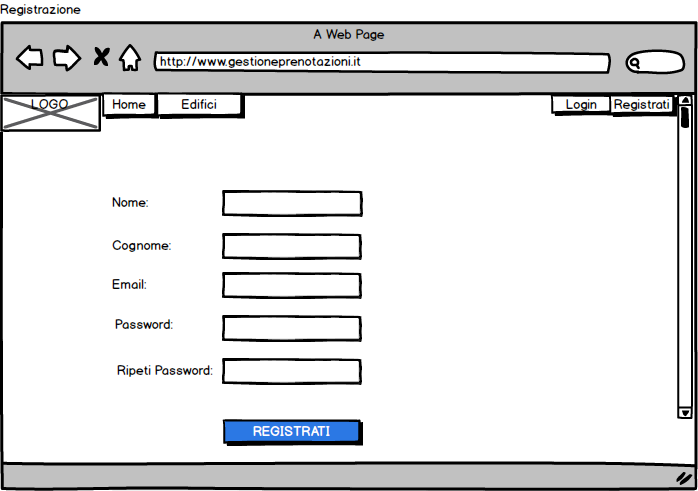 Registrazione
A Web Page
http://www.gestioneprenotazioni.it
LOGO Home Edifici Login Registrati
Nome:
Cognome:
Email:
Password:
Ripeti Password:
REGISTRATI